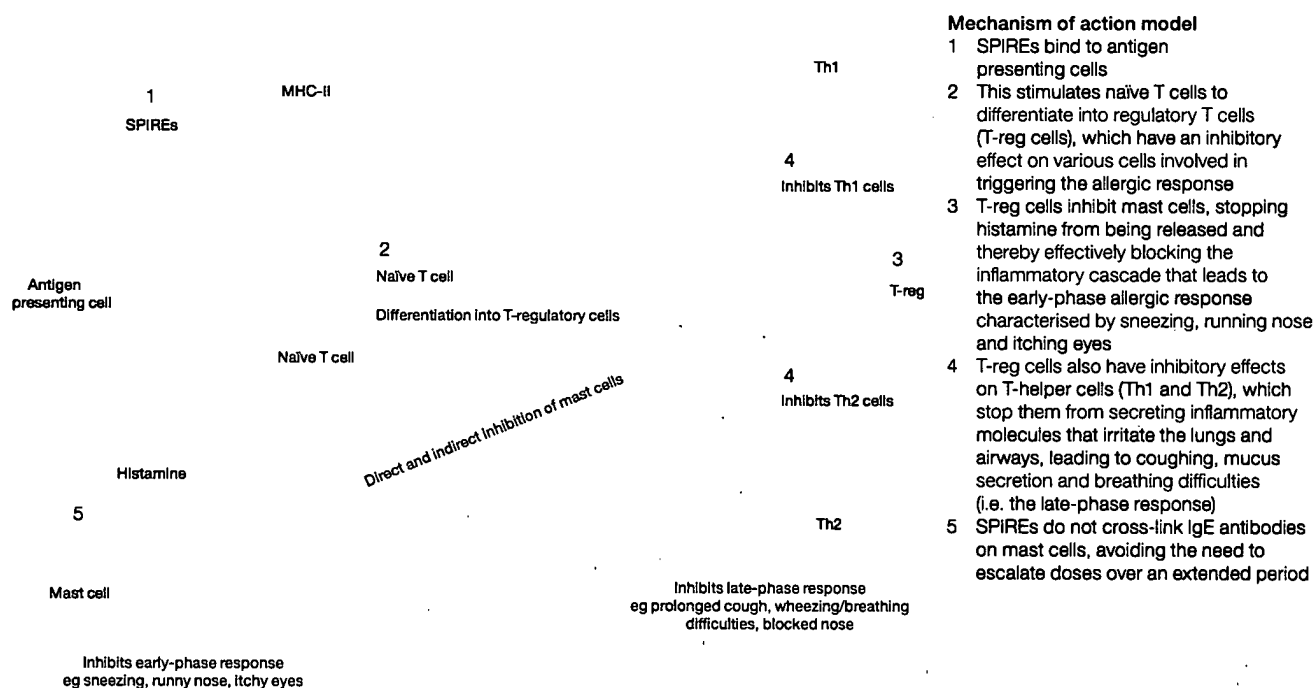 1
SPIREs
MHC-II
Th1
4
Inhibits Th1 cells
2
Naïve T cell
Differentiation into T-regulatory cells
3
T-reg
Antigen
presenting cell
Naïve T cell
4
Inhibits Th2 cells
Direct and indirect inhibition of mast cells
Histamine
5
Mast cell
Th2
Inhibits late-phase response
eg prolonged cough, wheezing/breathing
difficulties, blocked nose
Inhibits early-phase response
eg sneezing, runny nose, itchy eyes
Mechanism of action model
1 SPIREs bind to antigen
presenting cells
2 This stimulates naïve T cells to
differentiate into regulatory T cells
(T-reg cells), which have an inhibitory
effect on various cells involved in
triggering the allergic response
3 T-reg cells inhibit mast cells, stopping
histamine from being released and
thereby effectively blocking the
inflammatory cascade that leads to
the early-phase allergic response
characterised by sneezing, running nose
and itching eyes
4 T-reg cells also have inhibitory effects
on T-helper cells (Th1 and Th2), which
stop them from secreting inflammatory
molecules that irritate the lungs and
airways, leading to coughing, mucus
secretion and breathing difficulties
(i.e. the late-phase response)
5 SPIREs do not cross-link IgE antibodies
on mast cells, avoiding the need to
escalate doses over an extended period